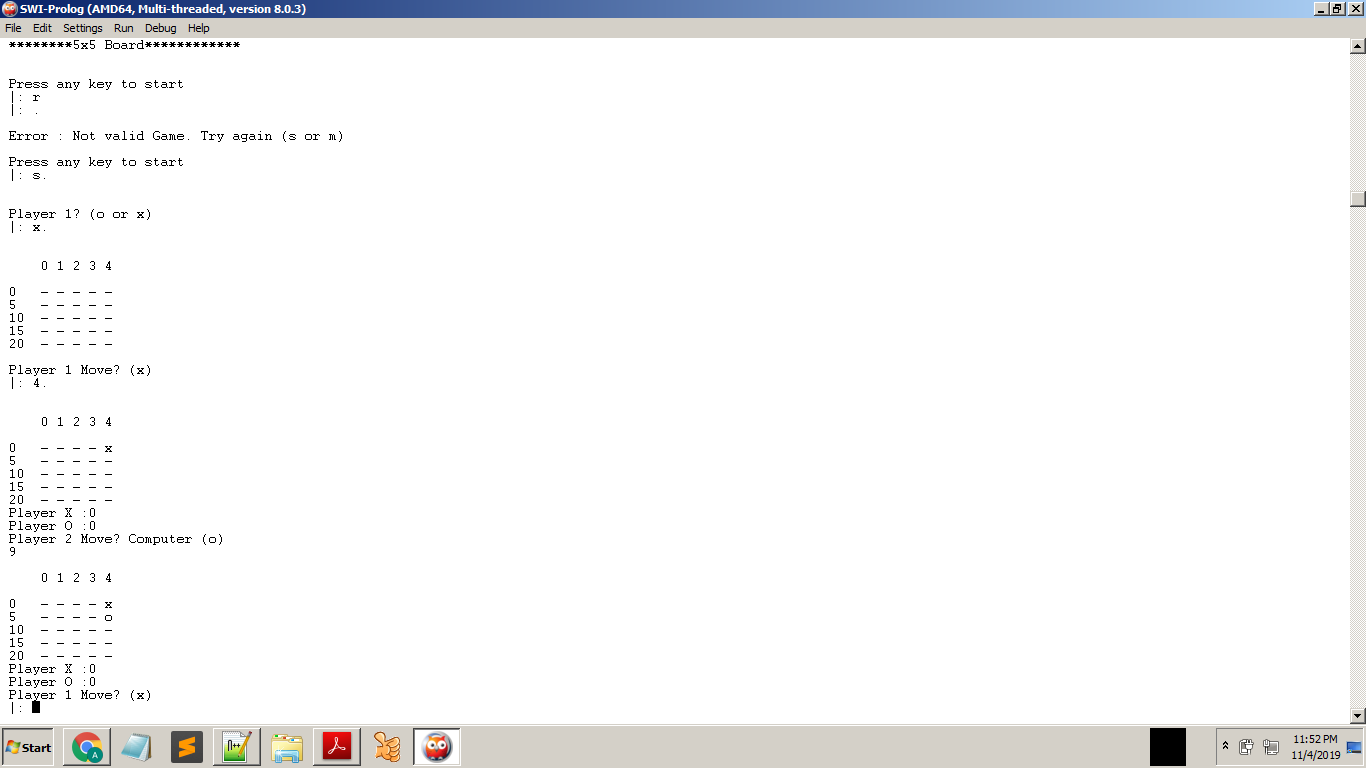 SWI-Prolog (AMD64, Multi-threaded, version 8.0.3)
File Edit Settings Run Debug Help
********5x5 Board************
Press any key to start
|: r
|: .
Error : Not valid Game. Try again (s or m)
Press any key to start
|: s.
Player 1? (o or x)
|: x.
0 1 2 3 4
0 - - - - -
5 - - - - -
10 - - - - -
15 - - - - -
20 - - - - -
Player 1 Move? (x)
|: 4.
0 1 2 3 4
0 - - - - x
5 - - - - -
10 - - - - -
15 - - - - -
20 - - - - -
Player X :0
Player O :0
Player 2 Move? Computer (o)
9
0 1 2 3 4
0 - - - - x
5 - - - - o
10 - - - - -
15 - - - - -
20 - - - - -
Player X :0
Player O :0
Player 1 Move? (x)
|:
Start
A
11:52 PM
11/4/2019